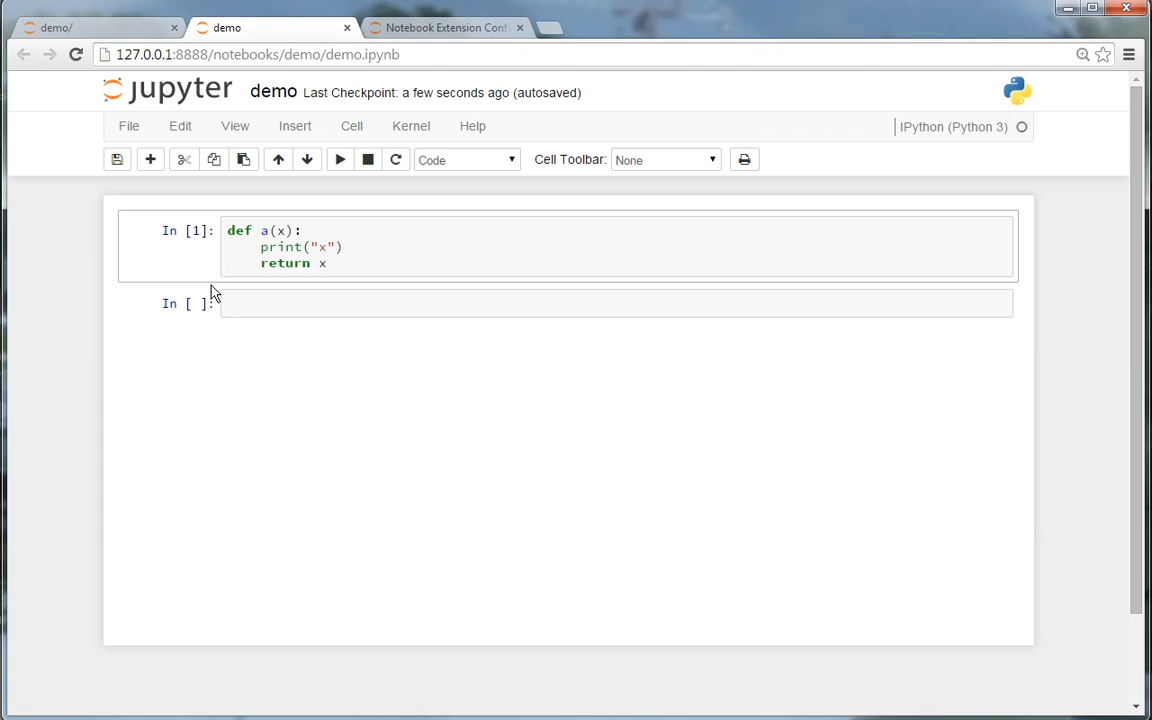 demo/ demo Notebook Extension Confi
127.0.0.1:8888/notebooks/demo/demo.ipynb
jupyter demo Last Checkpoint: a few seconds ago (autosaved)
File Edit View Insert Cell Kernel Help IPython (Python 3)
Code Cell Toolbar: None
In [1]: def a(x):
print("x")
return x
In [ ]: